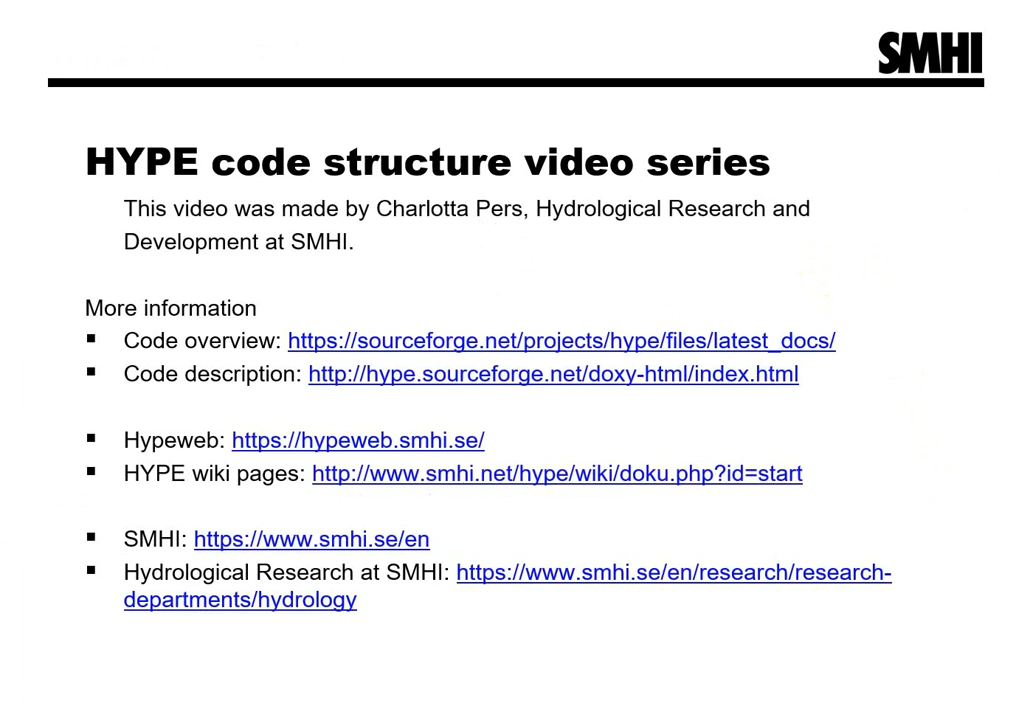 SMHI
HYPE code structure video series
This video was made by Charlotta Pers, Hydrological Research and
Development at SMHI.
More information
▪ Code overview: https://sourceforge.net/projects/hype/files/latest_docs/
▪ Code description: http://hype.sourceforge.net/doxy-html/index.html
▪ Hypeweb: https://hypeweb.smhi.se/
▪ HYPE wiki pages: http://www.smhi.net/hype/wiki/doku.php?id=start
▪ SMHI: https://www.smhi.se/en
▪ Hydrological Research at SMHI: https://www.smhi.se/en/research/research-
departments/hydrology